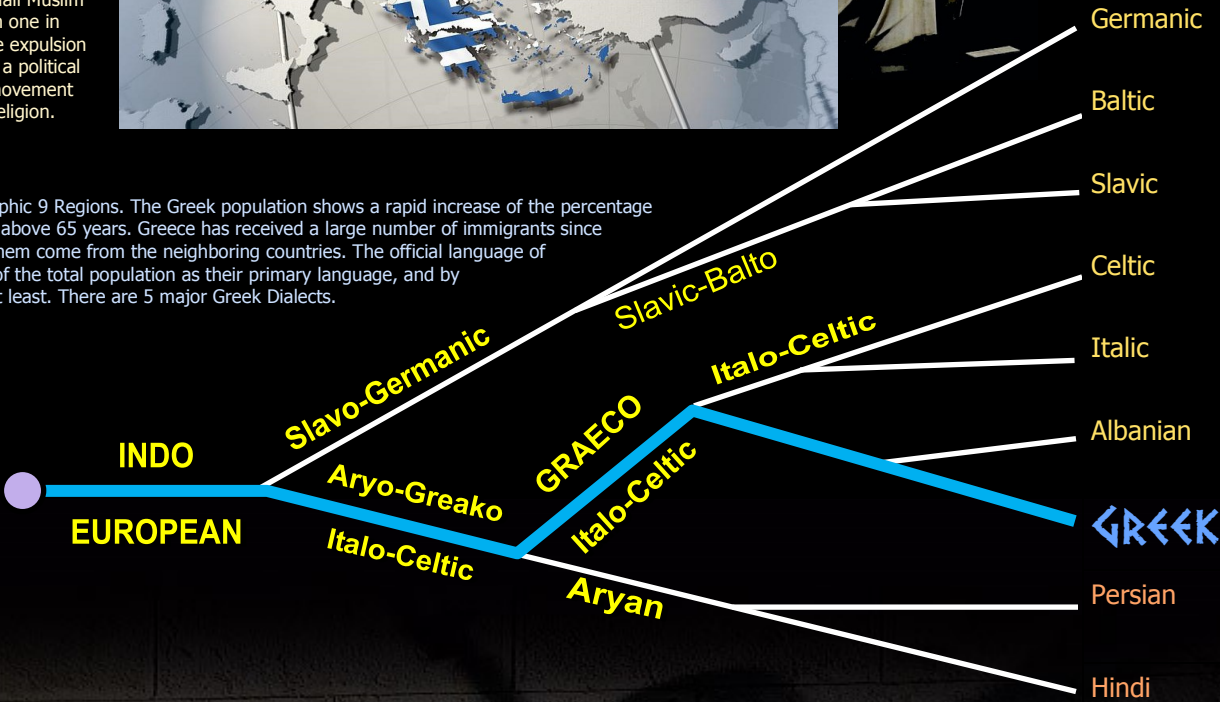 all Muslim
n one in
e expulsion
a political
movement
eligion.
phic 9 Regions. The Greek population shows a rapid increase of the percentage
above 65 years. Greece has received a large number of immigrants since
hem come from the neighboring countries. The official language of
of the total population as their primary language, and by
t least. There are 5 major Greek Dialects.
Germanic
Baltic
Slavic
Celtic
Italic
Albanian
GREEK
Persian
Hindi
Slavic-Balto
Slavo-Germanic
Italo-Celtic
GRAECO
Italo-Celtic
INDO
EUROPEAN
Aryo-Greako
Italo-Celtic
Aryan